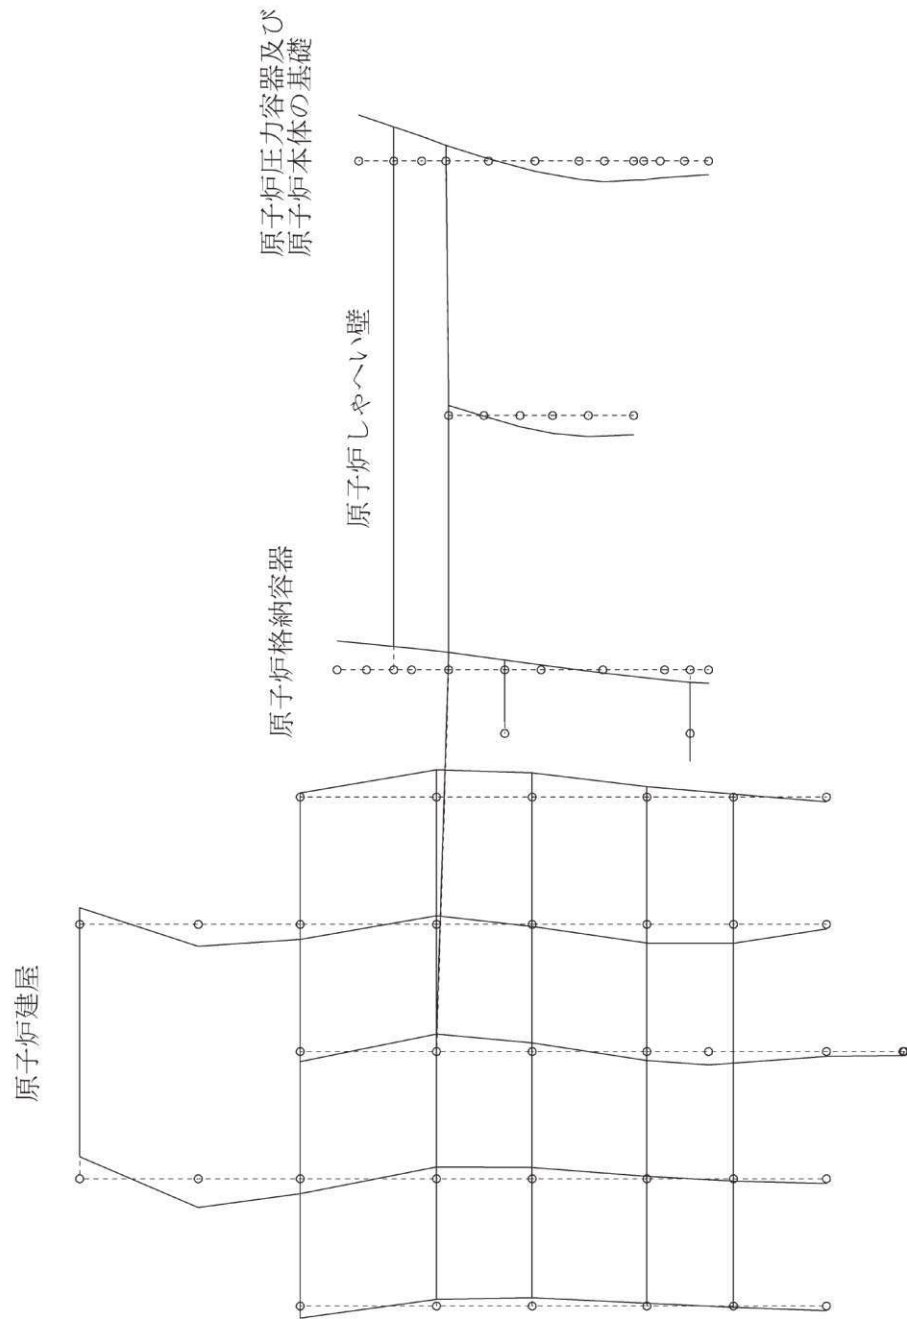 原子炉建屋
原子炉格納容器
原子炉しゃへい壁
原子炉圧力容器及び
原子炉本体の基礎